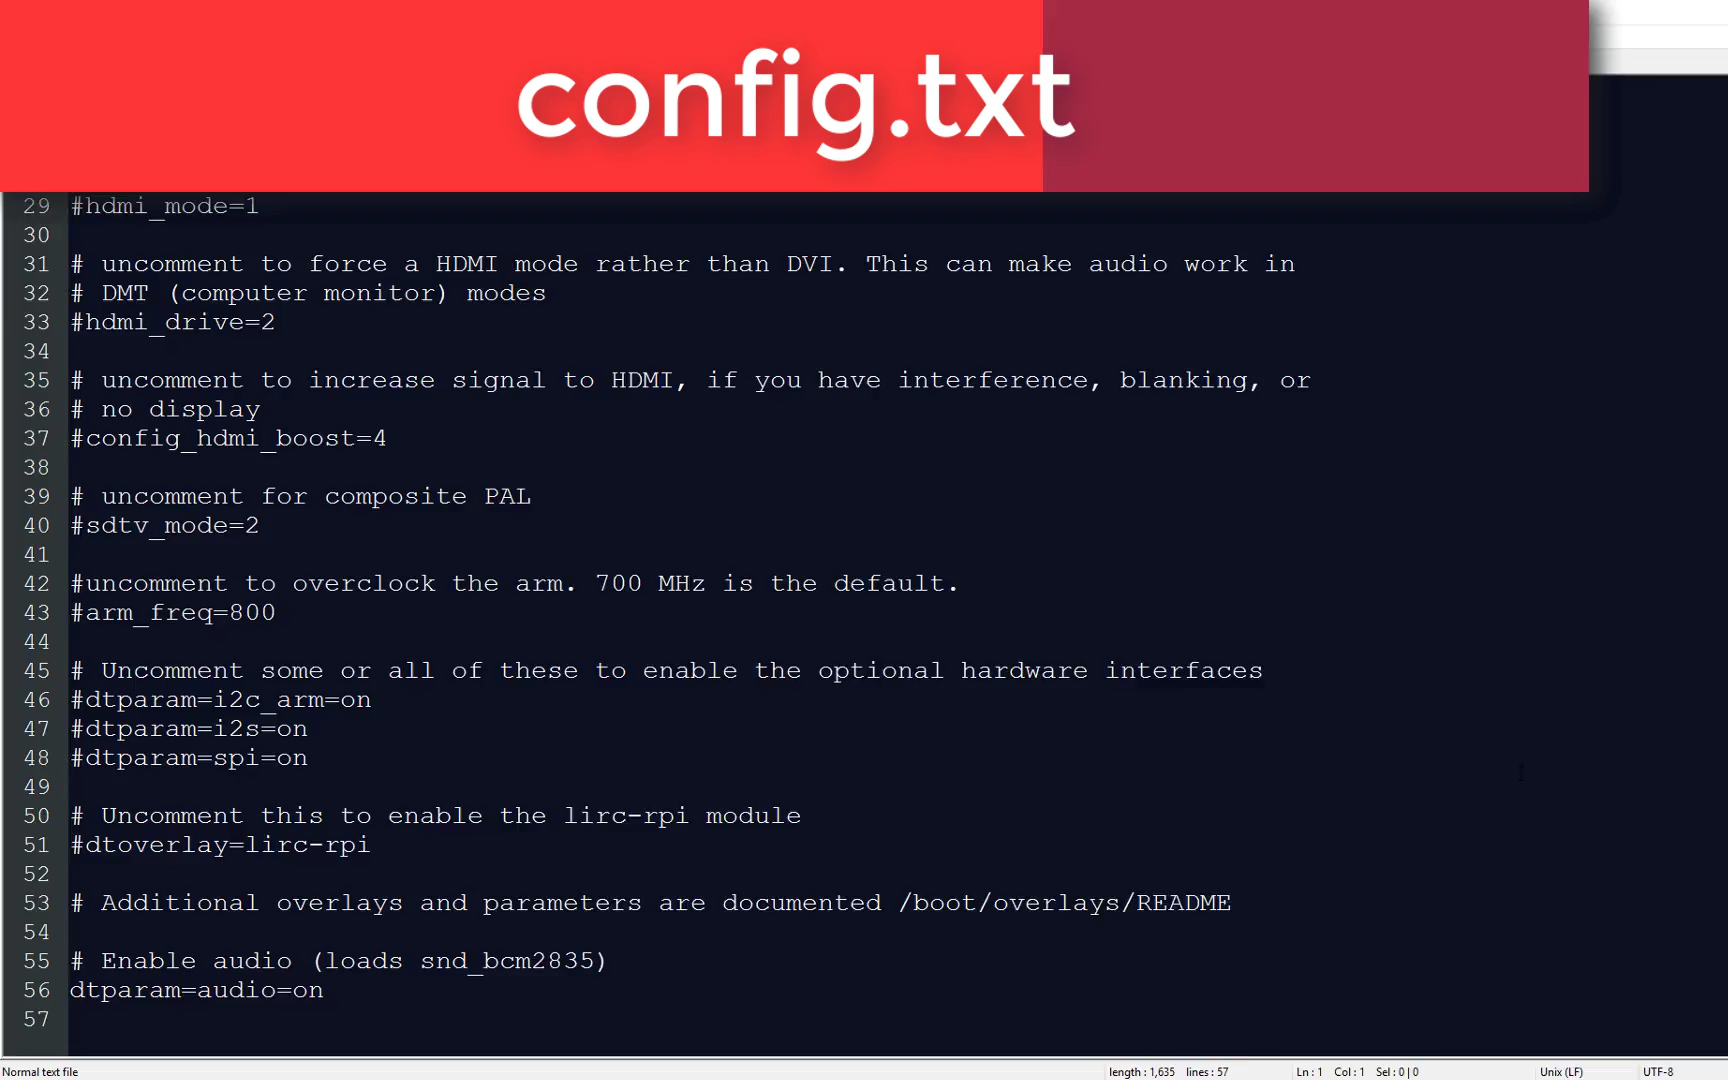 config.txt
29 #hdmi_mode=1
30
31 # uncomment to force a HDMI mode rather than DVI. This can make audio work in
32 # DMT (computer monitor) modes
33 #hdmi_drive=2
34
35 # uncomment to increase signal to HDMI, if you have interference, blanking, or
36 # no display
37 #config_hdmi_boost=4
38
39 # uncomment for composite PAL
40 #sdtv_mode=2
41
42 #uncomment to overclock the arm. 700 MHz is the default.
43 #arm_freq=800
44
45 # Uncomment some or all of these to enable the optional hardware interfaces
46 #dtparam=i2c_arm=on
47 #dtparam=i2s=on
48 #dtparam=spi=on
49
50 # Uncomment this to enable the lirc-rpi module
51 #dtoverlay=lirc-rpi
52
53 # Additional overlays and parameters are documented /boot/overlays/README
54
55 # Enable audio (loads snd_bcm2835)
56 dtparam=audio=on
57
Normal text file length : 1,635 lines : 57 Ln : 1 Col : 1 Sel : 0 | 0 Unix (LF) UTF-8